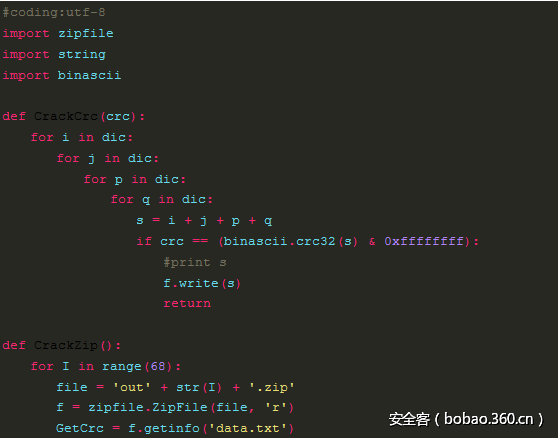 #coding:utf-8
import zipfile
import string
import binascii
def CrackCrc(crc):
for i in dic:
for j in dic:
for p in dic:
for q in dic:
s = i + j + p + q
if crc == (binascii.crc32(s) & 0xffffffff):
#print s
f.write(s)
return
def CrackZip():
for I in range(68):
file = 'out' + str(I) + '.zip'
f = zipfile.ZipFile(file, 'r')
GetCrc = f.getinfo('data.txt')
安全客（bobao.360.cn）